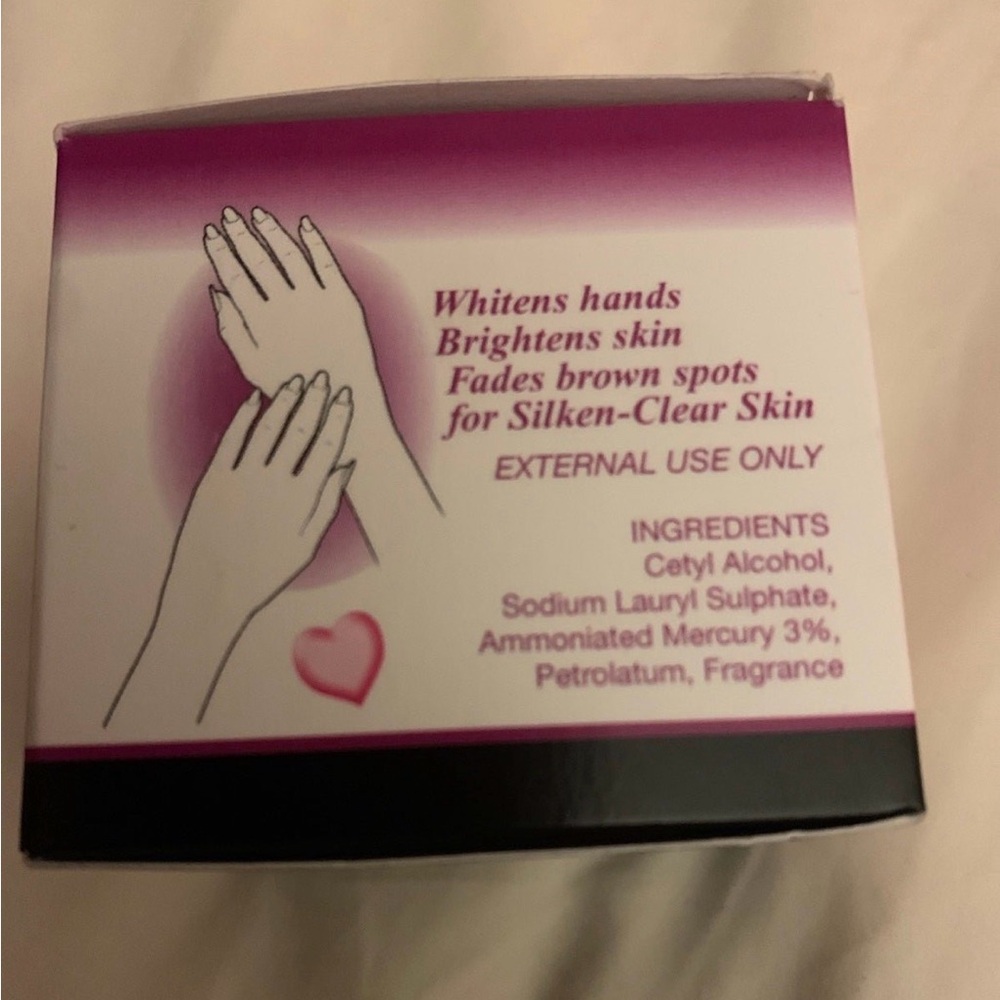 Whitens hands
Brightens skin
Fades brown spots
for Silken-Clear Skin
EXTERNAL USE ONLY
INGREDIENTS
Cetyl Alcohol,
Sodium Lauryl Sulphate,
Ammoniated Mercury 3%,
Petrolatum, Fragrance